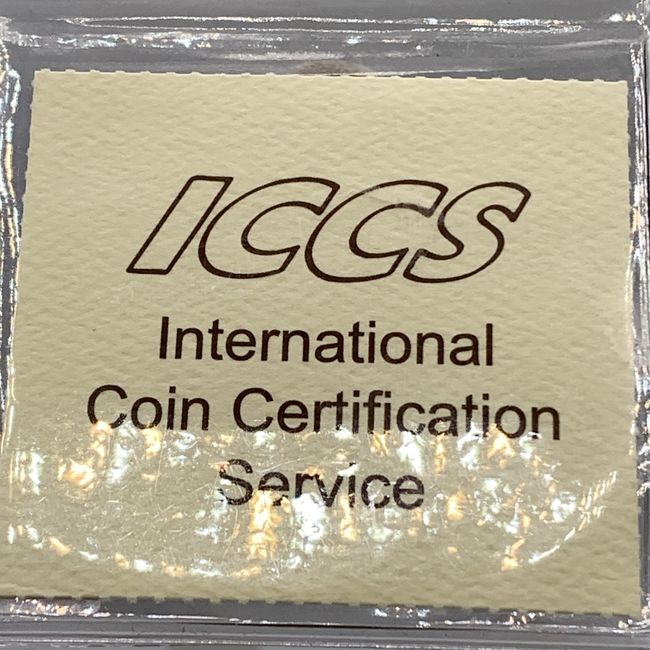 ICCS
International
Coin Certification
Service